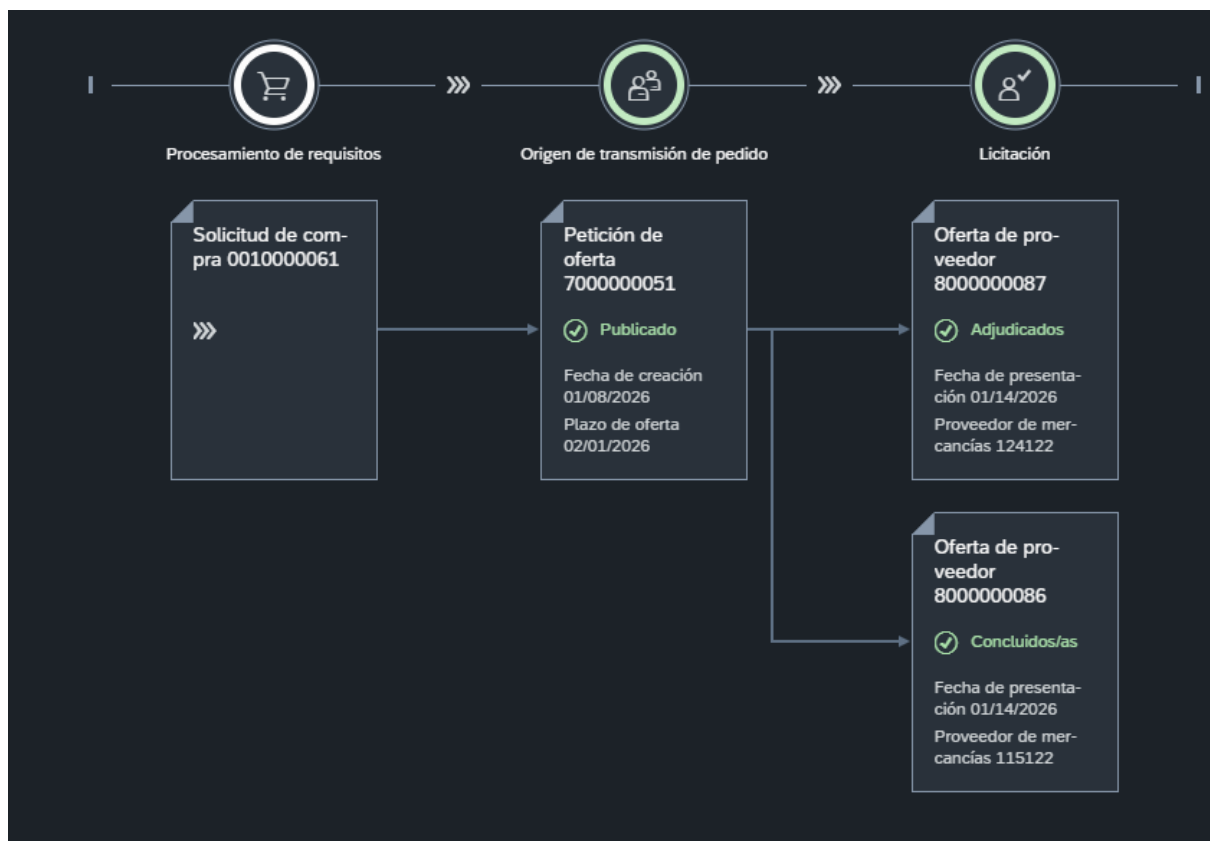 Procesamiento de requisitos
Origen de transmisión de pedido
Licitación
Solicitud de com-
pra 0010000061
Petición de
oferta
7000000051
Publicado
Fecha de creación
01/08/2026
Plazo de oferta
02/01/2026
Oferta de pro-
veedor
8000000087
Adjudicados
Fecha de presenta-
ción 01/14/2026
Proveedor de mer-
cancías 124122
Oferta de pro-
veedor
8000000086
Concluidos/as
Fecha de presenta-
ción 01/14/2026
Proveedor de mer-
cancías 115122